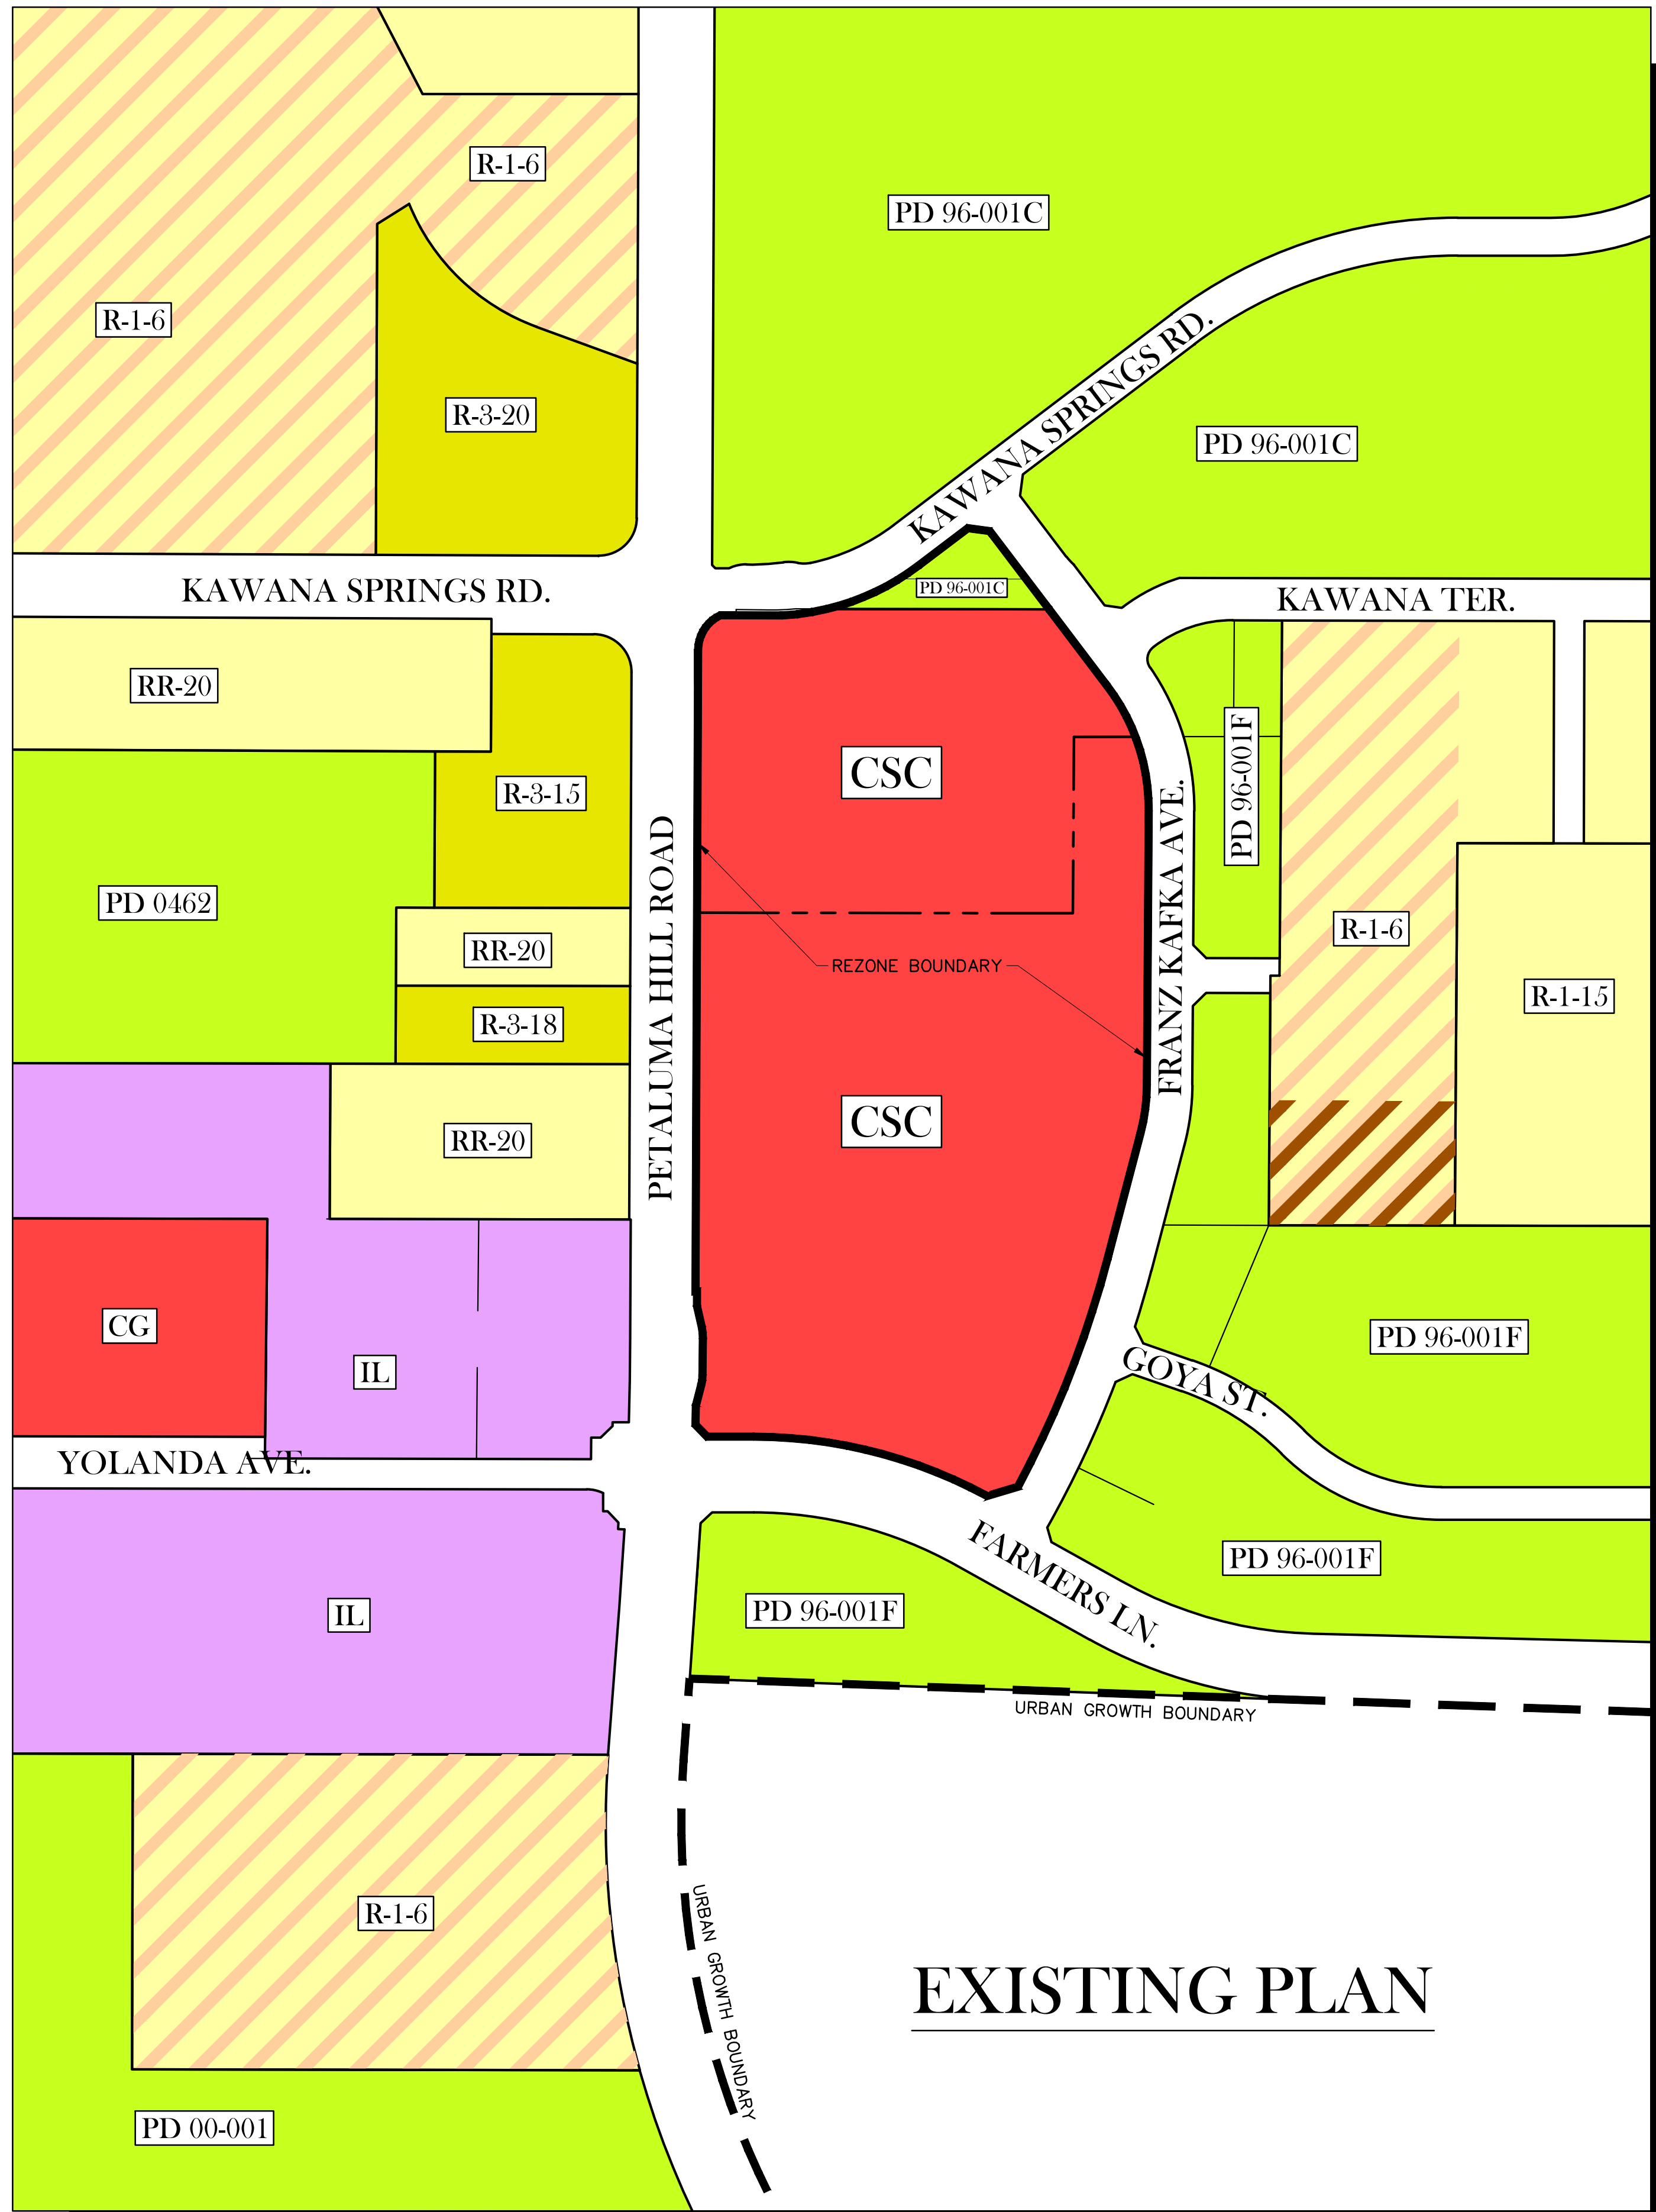 R-1-6
PD 96-001C
R-1-6
R-3-20
PD 96-001C
KAWANA SPRINGS RD.
KAWANA SPRINGS RD.
PD 96-001C
KAWANA TER.
RR-20
R-3-15
CSC
PD 96-001F
PD 0462
RR-20
R-3-18
RR-20
PETALUMA HILL ROAD
REZONE BOUNDARY
FRANZ KAFKA AVE.
R-1-6
R-1-15
CSC
CG
IL
PD 96-001F
GOYA ST.
YOLANDA AVE.
FARMERS LN.
PD 96-001F
IL
PD 96-001F
URBAN GROWTH BOUNDARY
R-1-6
URBAN GROWTH BOUNDARY
EXISTING PLAN
PD 00-001